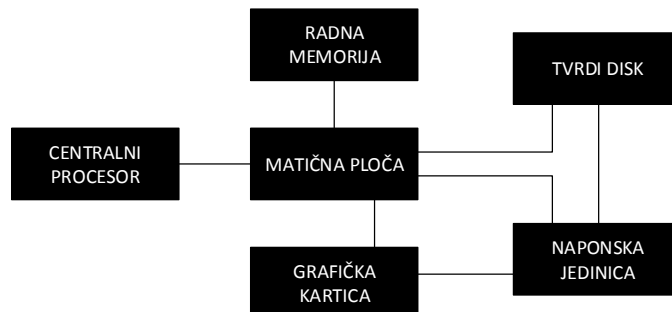 RADNA
MEMORIJA
TVRDI DISK
CENTRALNI
PROCESOR
MATIČNA PLOČA
GRAFIČKA
KARTICA
NAPONSKA
JEDINICA